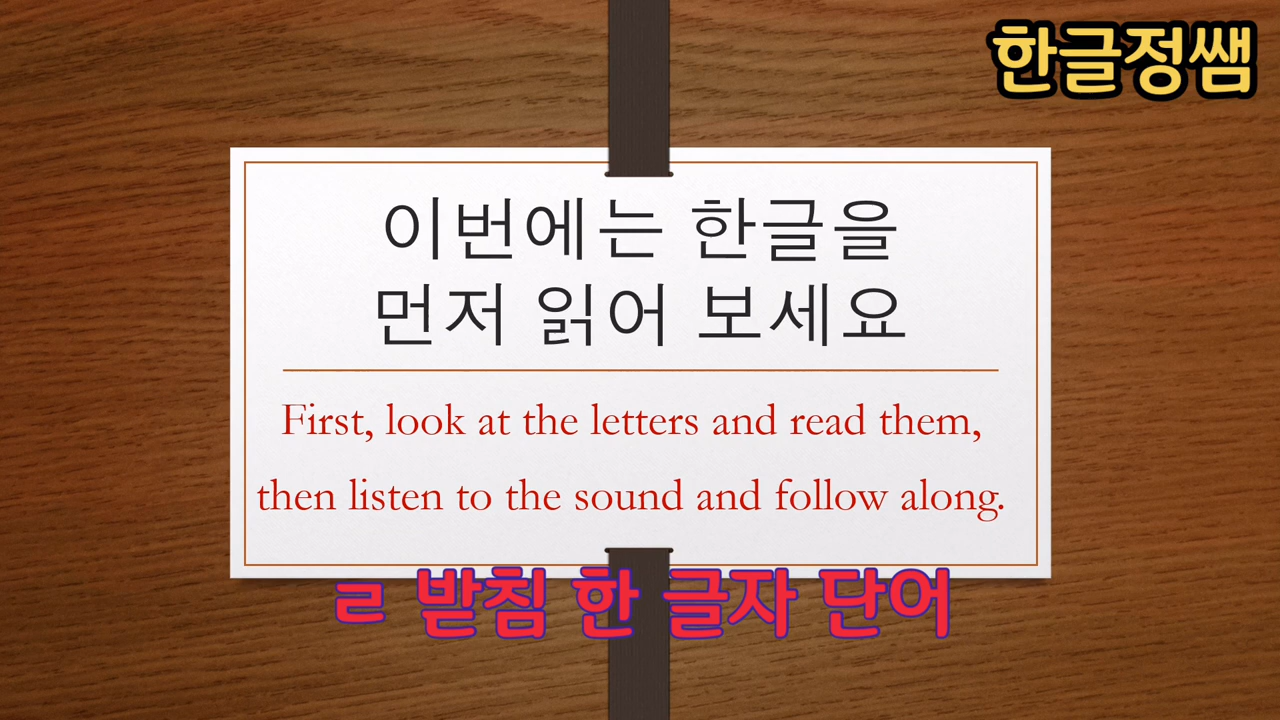 한글정쌤
이번에는 한글을
먼저 읽어 보세요
First, look at the letters and read them,
then listen to the sound and follow along.
ㄹ 받침 한 글자 단어